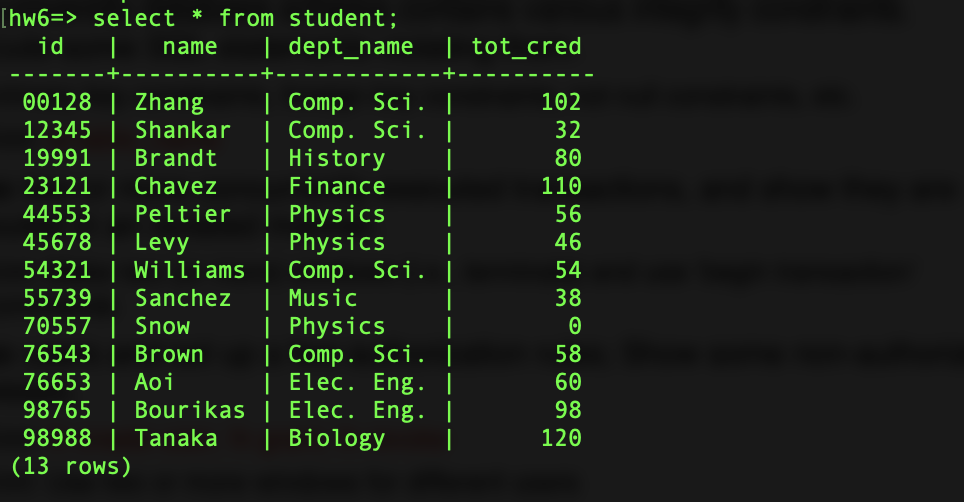 [hw6=> select * from student;
  id   |   name   | dept_name  | tot_cred
-------+----------+------------+----------
 00128 | Zhang    | Comp. Sci. |      102
 12345 | Shankar  | Comp. Sci. |       32
 19991 | Brandt   | History    |       80
 23121 | Chavez   | Finance    |      110
 44553 | Peltier  | Physics    |       56
 45678 | Levy     | Physics    |       46
 54321 | Williams | Comp. Sci. |       54
 55739 | Sanchez  | Music      |       38
 70557 | Snow     | Physics    |        0
 76543 | Brown    | Comp. Sci. |       58
 76653 | Aoi      | Elec. Eng. |       60
 98765 | Bourikas | Elec. Eng. |       98
 98988 | Tanaka   | Biology    |      120
(13 rows)